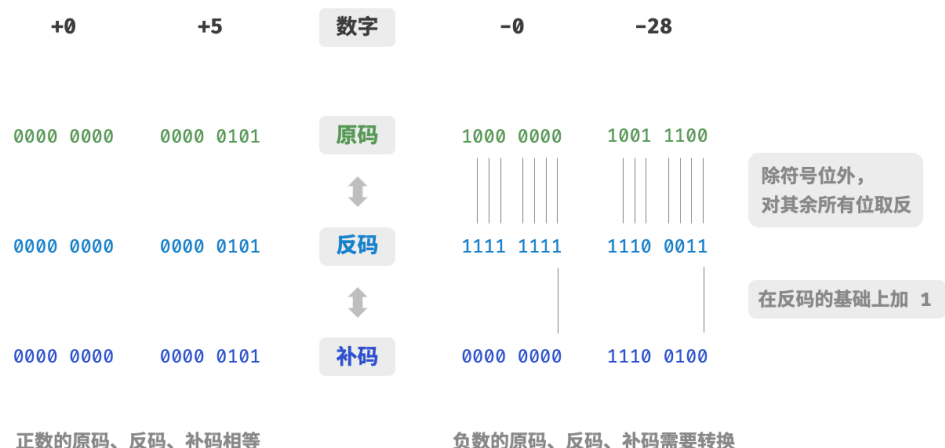 +0 +5 数字 -0 -28
0000 0000 0000 0101 原码 1000 0000 1001 1100
除符号位外，
对其余所有位取反
0000 0000 0000 0101 反码 1111 1111 1110 0011
在反码的基础上加 1
0000 0000 0000 0101 补码 0000 0000 1110 0100
正数的原码、反码、补码相等 负数的原码、反码、补码需要转换